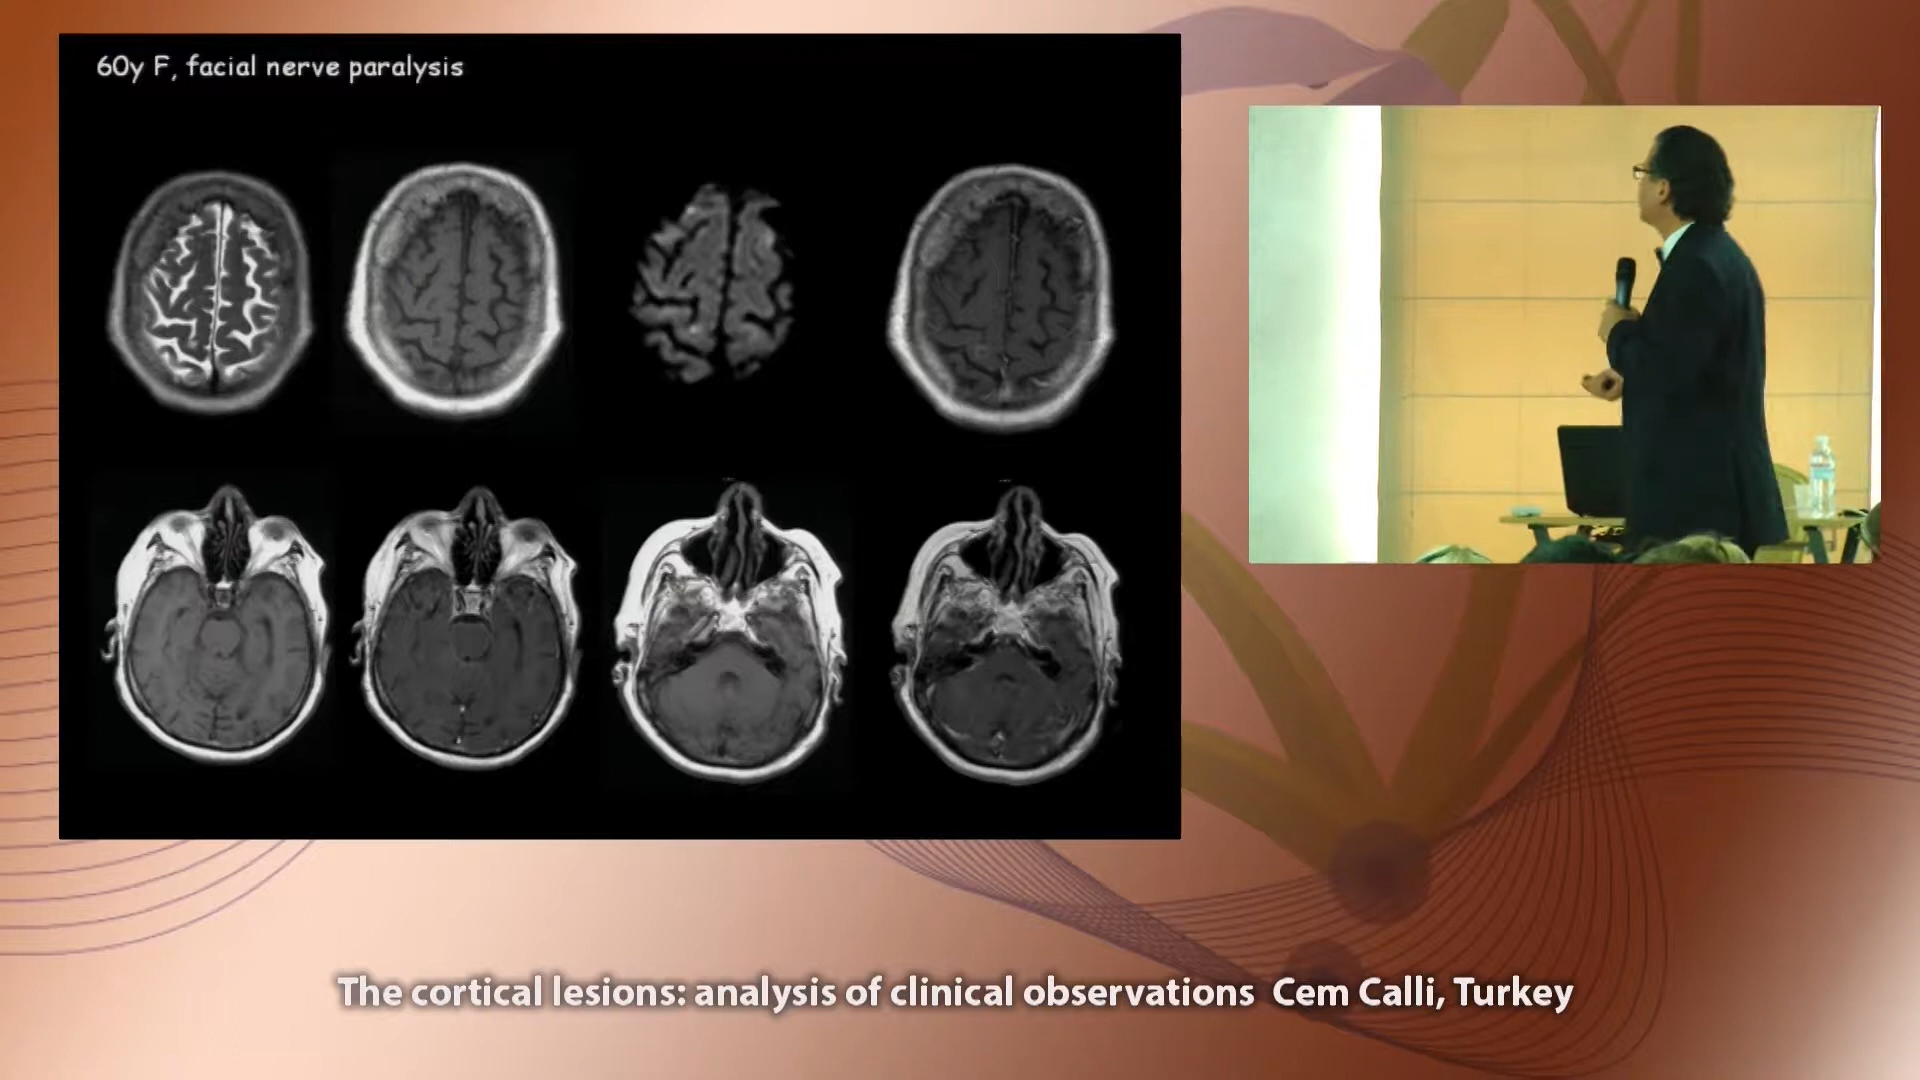 60y F, facial nerve paralysis
The cortical lesions: analysis of clinical observations Cem Calli, Turkey